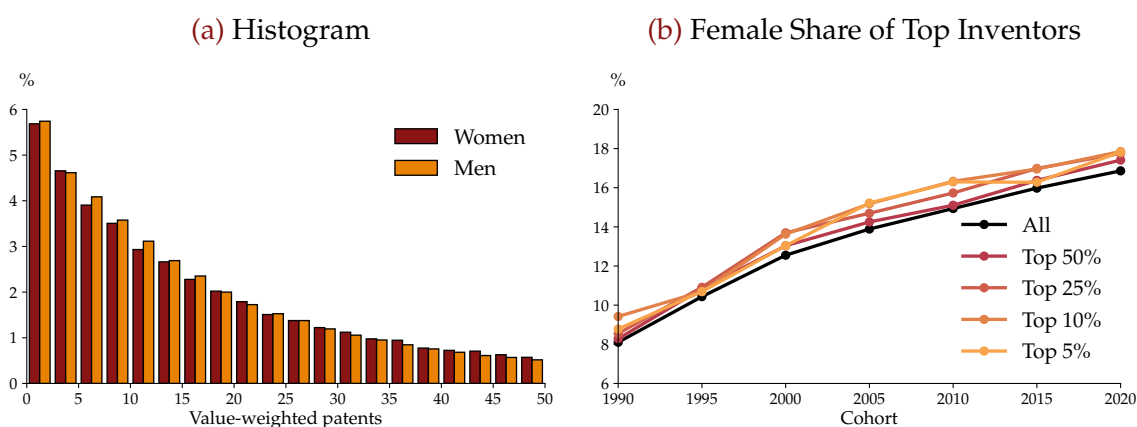 (a) Histogram
%
6
5
4
3
2
1
0
0 5 10 15 20 25 30 35 40 45 50
Value-weighted patents
Women
Men
(b) Female Share of Top Inventors
%
20
18
16
14
12
10
8
6
1990 1995 2000 2005 2010 2015 2020
Cohort
All
Top 50%
Top 25%
Top 10%
Top 5%